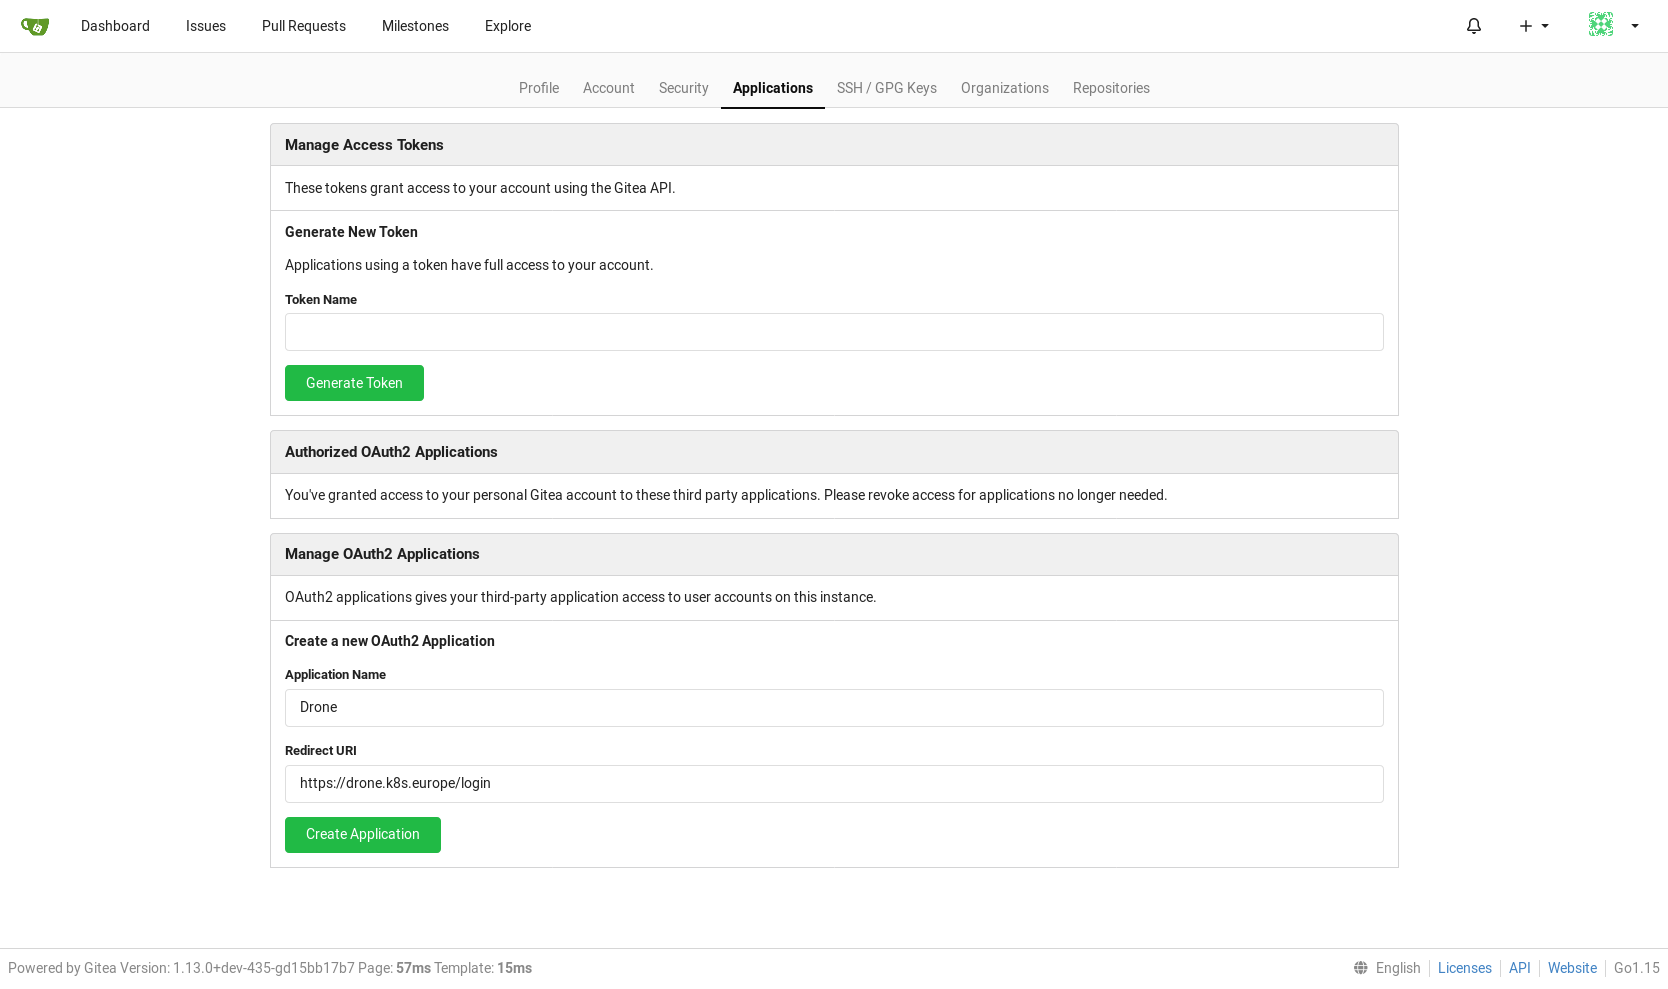 Dashboard Issues Pull Requests Milestones Explore
Profile Account Security Applications SSH / GPG Keys Organizations Repositories
Manage Access Tokens
These tokens grant access to your account using the Gitea API.
Generate New Token
Applications using a token have full access to your account.
Token Name
Generate Token
Authorized OAuth2 Applications
You've granted access to your personal Gitea account to these third party applications. Please revoke access for applications no longer needed.
Manage OAuth2 Applications
OAuth2 applications gives your third-party application access to user accounts on this instance.
Create a new OAuth2 Application
Application Name
Drone
Redirect URI
https://drone.k8s.europe/login
Create Application
Powered by Gitea Version: 1.13.0+dev-435-gd15bb17b7 Page: 57ms Template: 15ms English Licenses API Website Go1.15